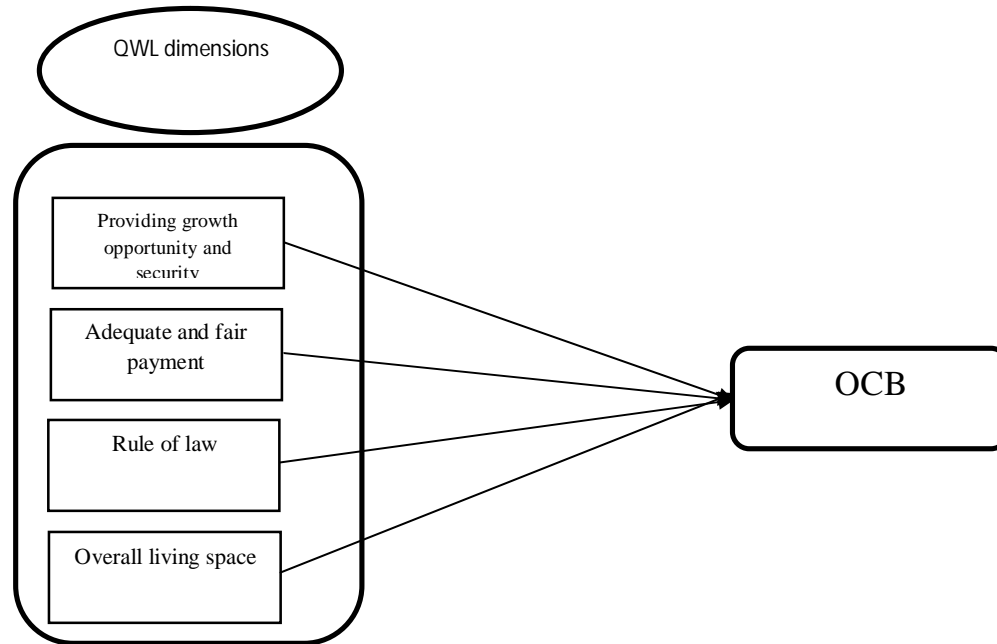 QWL dimensions
Providing growth
opportunity and
security
Adequate and fair
payment
Rule of law
Overall living space
OCB